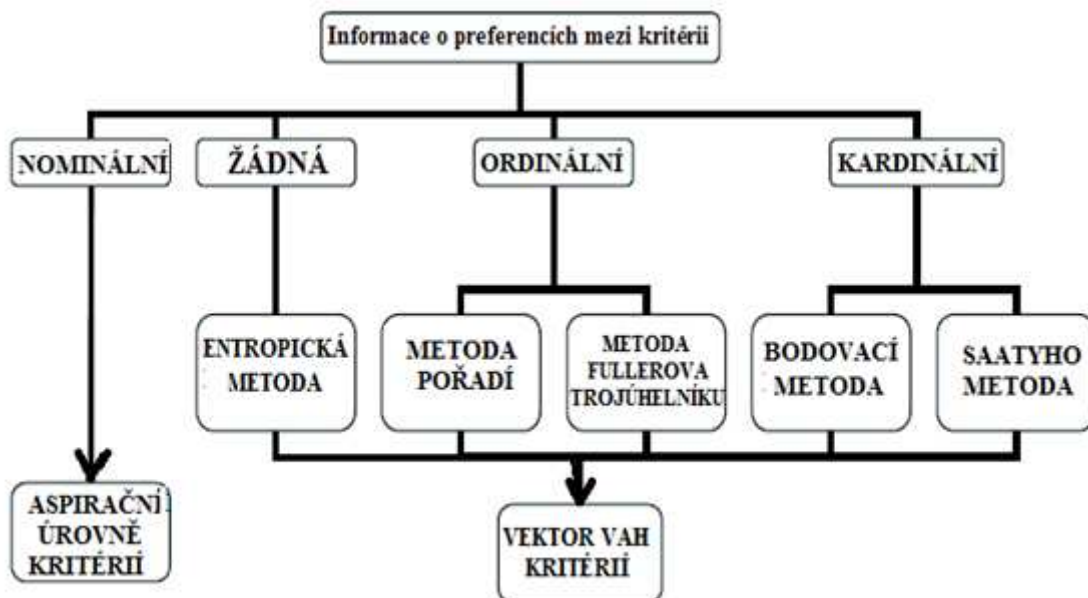 Informace o preferencích mezi kritérii
NOMINÁLNÍ
ŽÁDNÁ
ORDINÁLNÍ
KARDINÁLNÍ
ENTROPICKÁ
METODA
METODA
POŘADÍ
METODA
FULLEROVA
TROJÚHELNÍKU
BODOVACÍ
METODA
SAATYHO
METODA
ASPIRAČNÍ
ÚROVNĚ
KRITÉRIÍ
VEKTOR VAH
KRITÉRIÍ